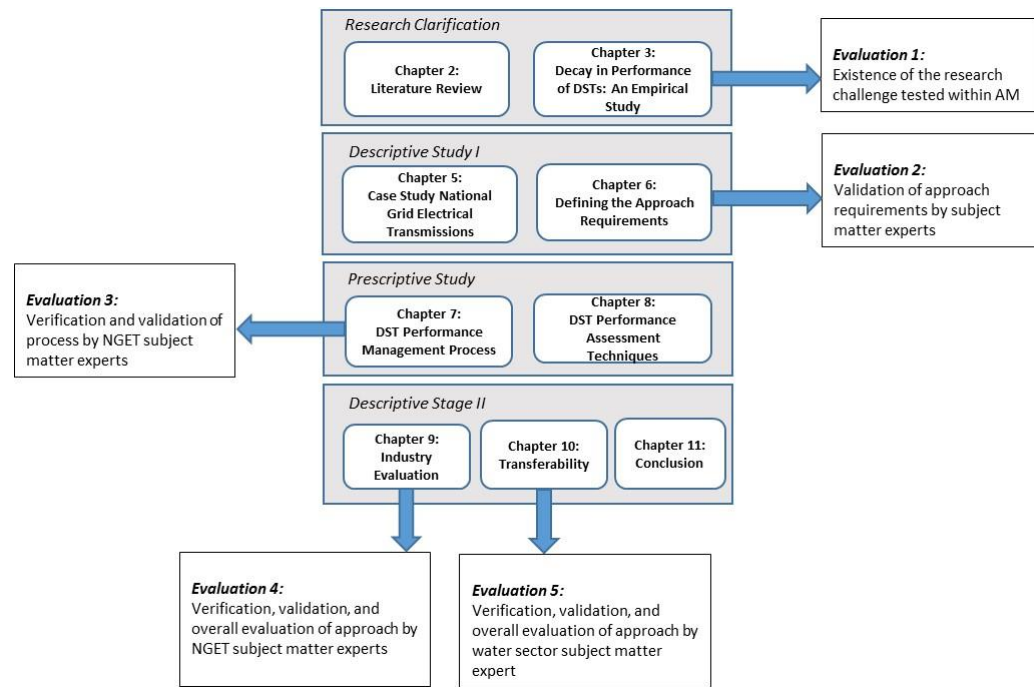 Research Clarification
Chapter 2:
Literature Review
Chapter 3:
Decay in Performance
of DSTs: An Empirical
Study
Evaluation 1:
Existence of the research
challenge tested within AM
Descriptive Study I
Chapter 5:
Case Study National
Grid Electrical
Transmissions
Chapter 6:
Defining the Approach
Requirements
Evaluation 2:
Validation of approach
requirements by subject
matter experts
Prescriptive Study
Evaluation 3:
Verification and validation of
process by NGET subject
matter experts
Chapter 7:
DST Performance
Management Process
Chapter 8:
DST Performance
Assessment
Techniques
Descriptive Stage II
Chapter 9:
Industry
Evaluation
Chapter 10:
Transferability
Chapter 11:
Conclusion
Evaluation 4:
Verification, validation, and
overall evaluation of approach by
NGET subject matter experts
Evaluation 5:
Verification, validation, and
overall evaluation of approach by
water sector subject matter
expert